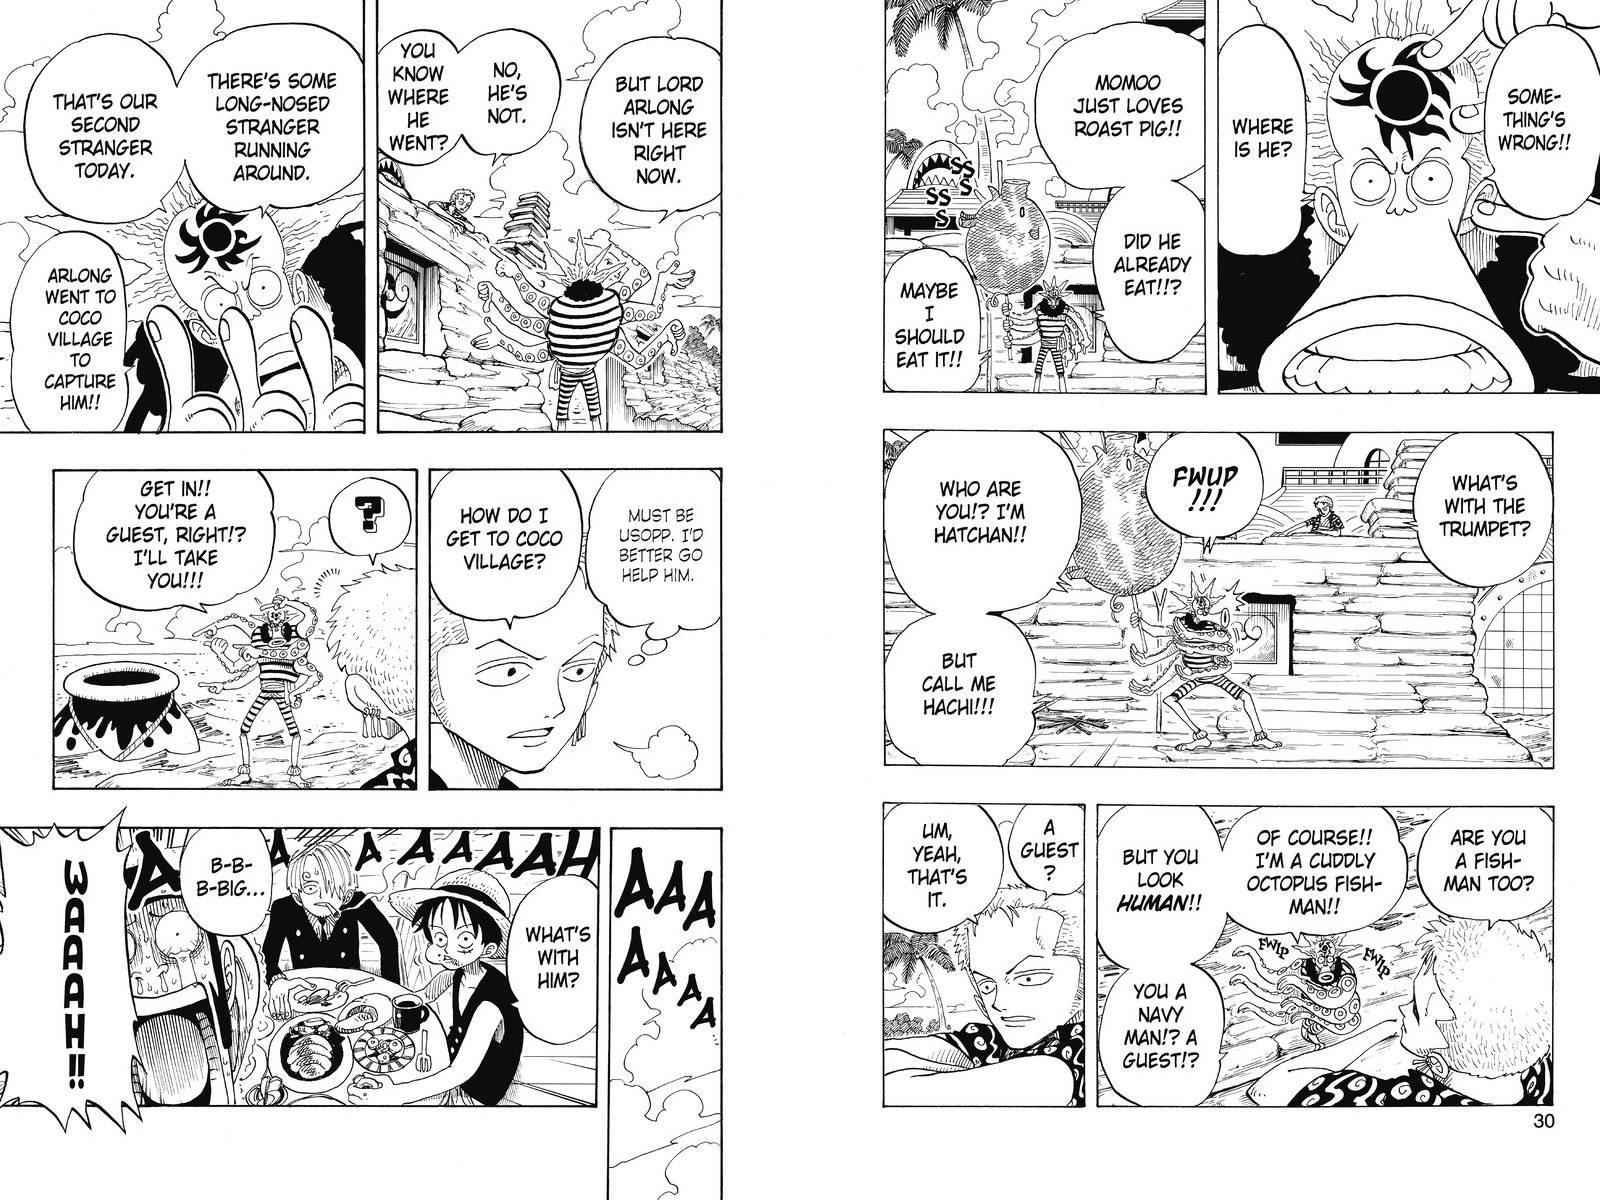 SOME-
THING'S
WRONG!!
WHERE
IS HE?
MOMOO
JUST LOVES
ROAST PIG!!
DID HE
ALREADY
EAT!!?
SS
S
SS
S
MAYBE
I
SHOULD
EAT IT!!
WHAT'S
WITH THE
TRUMPET?
FWUP
!!!
WHO ARE
YOU!? I'M
HATCHAN!!
BUT
CALL ME
HACHI!!!
ARE YOU
A FISH-
MAN TOO?
OF COURSE!!
I'M A CUDDLY
OCTOPUS FISH-
MAN!!
FWIP
FWIP
BUT YOU
LOOK
HUMAN!!
YOU A
NAVY
MAN!? A
GUEST!?
A
GUEST
?
UM,
YEAH,
THAT'S
IT.
30
BUT LORD
ARLONG
ISN'T HERE
RIGHT
NOW.
NO,
HE'S
NOT.
YOU
KNOW
WHERE
HE
WENT?
THERE'S SOME
LONG-NOSED
STRANGER
RUNNING
AROUND.
THAT'S OUR
SECOND
STRANGER
TODAY.
ARLONG
WENT TO
COCO
VILLAGE
TO
CAPTURE
HIM!!
MUST BE
USOPP. I'D
BETTER GO
HELP HIM.
HOW DO I
GET TO COCO
VILLAGE?
?
GET IN!!
YOU'RE A
GUEST, RIGHT!?
I'LL TAKE
YOU!!!
AAA
AAAAA
WHAT'S
WITH
HIM?
A A A AAAAAH
B-B-
B-BIG...
WAAAH!!